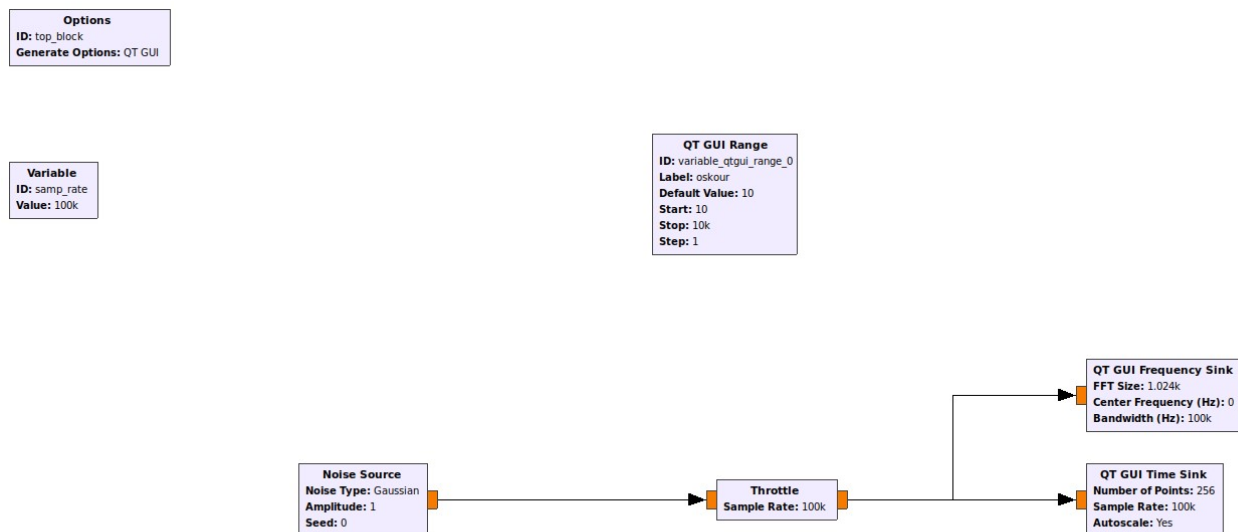 Options
ID: top_block
Generate Options: QT GUI
Variable
ID: samp_rate
Value: 100k
QT GUI Range
ID: variable_qtgui_range_0
Label: oskour
Default Value: 10
Start: 10
Stop: 10k
Step: 1
QT GUI Frequency Sink
FFT Size: 1.024k
Center Frequency (Hz): 0
Bandwidth (Hz): 100k
Noise Source
Noise Type: Gaussian
Amplitude: 1
Seed: 0
Throttle
Sample Rate: 100k
QT GUI Time Sink
Number of Points: 256
Sample Rate: 100k
Autoscale: Yes